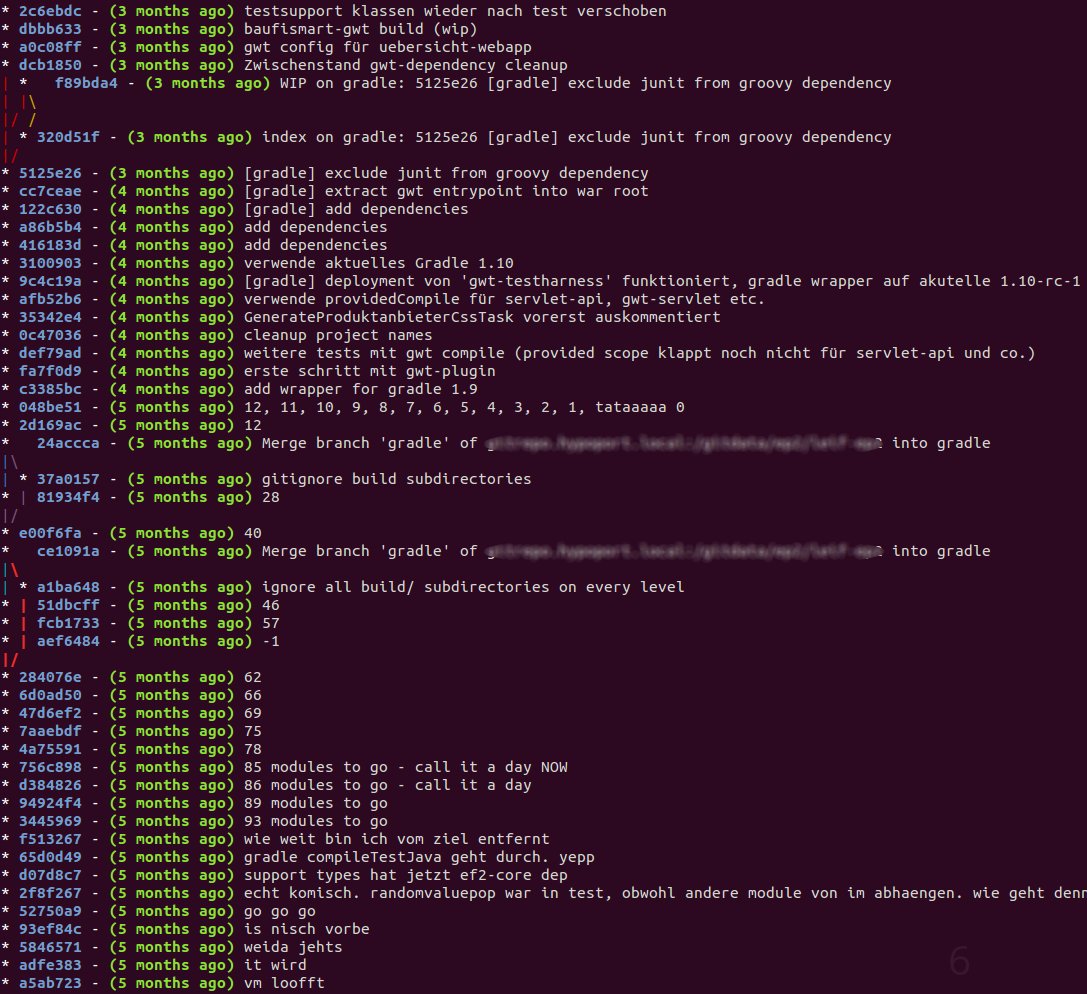 * 2c6ebdc - (3 months ago) testsupport klassen wieder nach test verschoben
* dbbb633 - (3 months ago) baufismart-gwt build (wip)
* a0c08ff - (3 months ago) gwt config für uebersicht-webapp
* dcb1850 - (3 months ago) Zwischenstand gwt-dependency cleanup
| *   f89bda4 - (3 months ago) WIP on gradle: 5125e26 [gradle] exclude junit from groovy dependency
| |\
|/ /
| * 320d51f - (3 months ago) index on gradle: 5125e26 [gradle] exclude junit from groovy dependency
|/
* 5125e26 - (3 months ago) [gradle] exclude junit from groovy dependency
* cc7ceae - (4 months ago) [gradle] extract gwt entrypoint into war root
* 122c630 - (4 months ago) [gradle] add dependencies
* a86b5b4 - (4 months ago) add dependencies
* 416183d - (4 months ago) add dependencies
* 3100903 - (4 months ago) verwende aktuelles Gradle 1.10
* 9c4c19a - (4 months ago) [gradle] deployment von 'gwt-testharness' funktioniert, gradle wrapper auf akutelle 1.10-rc-1
* afb52b6 - (4 months ago) verwende providedCompile für servlet-api, gwt-servlet etc.
* 35342e4 - (4 months ago) GenerateProduktanbieterCssTask vorerst auskommentiert
* 0c47036 - (4 months ago) cleanup project names
* def79ad - (4 months ago) weitere tests mit gwt compile (provided scope klappt noch nicht für servlet-api und co.)
* fa7f0d9 - (4 months ago) erste schritt mit gwt-plugin
* c3385bc - (4 months ago) add wrapper for gradle 1.9
* 048be51 - (5 months ago) 12, 11, 10, 9, 8, 7, 6, 5, 4, 3, 2, 1, tataaaaa 0
* 2d169ac - (5 months ago) 12
*   24accca - (5 months ago) Merge branch 'gradle' of into gradle
|\
| * 37a0157 - (5 months ago) gitignore build subdirectories
* | 81934f4 - (5 months ago) 28
|/
* e00f6fa - (5 months ago) 40
*   ce1091a - (5 months ago) Merge branch 'gradle' of into gradle
|\
| * a1ba648 - (5 months ago) ignore all build/ subdirectories on every level
* | 51dbcff - (5 months ago) 46
* | fcb1733 - (5 months ago) 57
* | aef6484 - (5 months ago) -1
|/
* 284076e - (5 months ago) 62
* 6d0ad50 - (5 months ago) 66
* 47d6ef2 - (5 months ago) 69
* 7aaebdf - (5 months ago) 75
* 4a75591 - (5 months ago) 78
* 756c898 - (5 months ago) 85 modules to go - call it a day NOW
* d384826 - (5 months ago) 86 modules to go - call it a day
* 94924f4 - (5 months ago) 89 modules to go
* 3445969 - (5 months ago) 93 modules to go
* f513267 - (5 months ago) wie weit bin ich vom ziel entfernt
* 65d0d49 - (5 months ago) gradle compileTestJava geht durch. yepp
* d07d8c7 - (5 months ago) support types hat jetzt ef2-core dep
* 2f8f267 - (5 months ago) echt komisch. randomvaluepop war in test, obwohl andere module von im abhaengen. wie geht denn
* 52750a9 - (5 months ago) go go go
* 93ef84c - (5 months ago) is nisch vorbe
* 5846571 - (5 months ago) weida jehts
* adfe383 - (5 months ago) it wird
* a5ab723 - (5 months ago) vm loofft
6